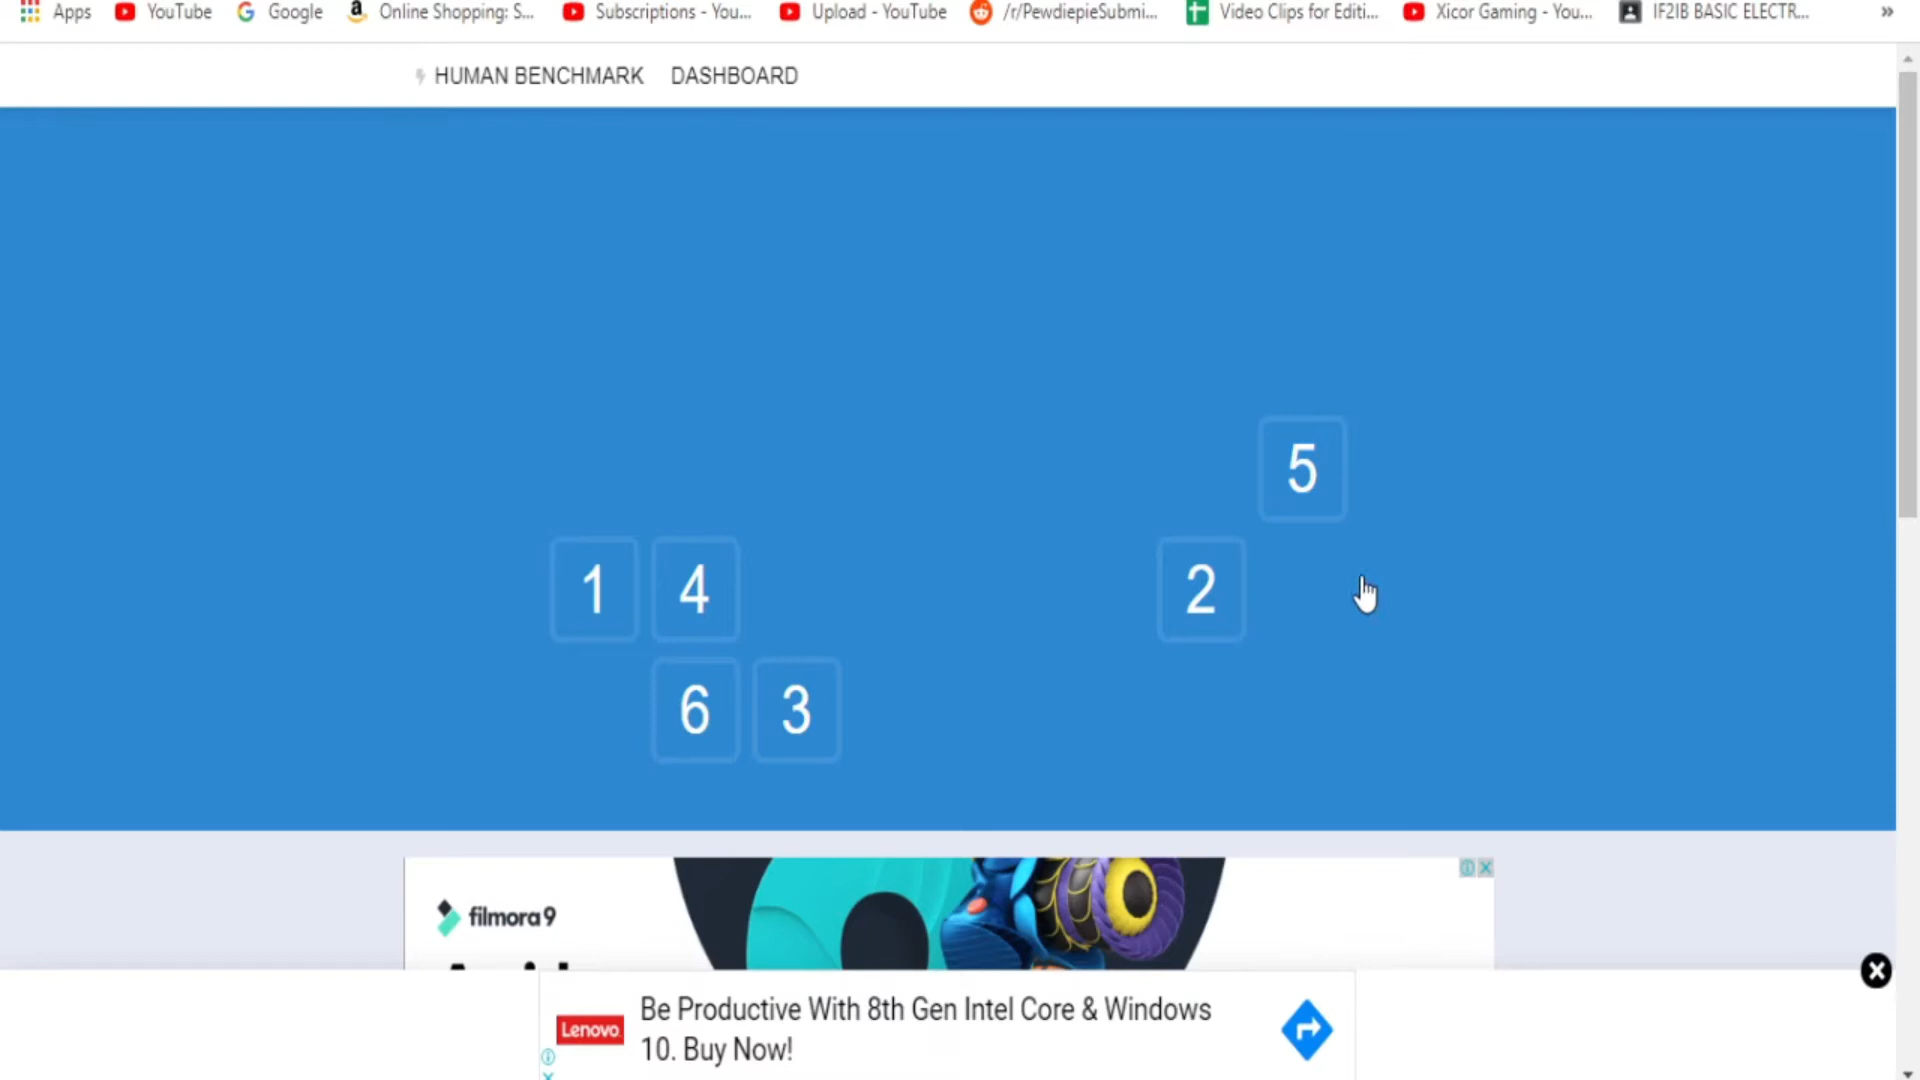 Apps YouTube Google Online Shopping: S... Subscriptions - You... Upload - YouTube /r/PewdiepieSubmi... Video Clips for Editi... Xicor Gaming - You... IF2IB BASIC ELECTR... »
HUMAN BENCHMARK DASHBOARD
5
1 4 2
6 3
filmora9
Lenovo
Be Productive With 8th Gen Intel Core & Windows
10. Buy Now!